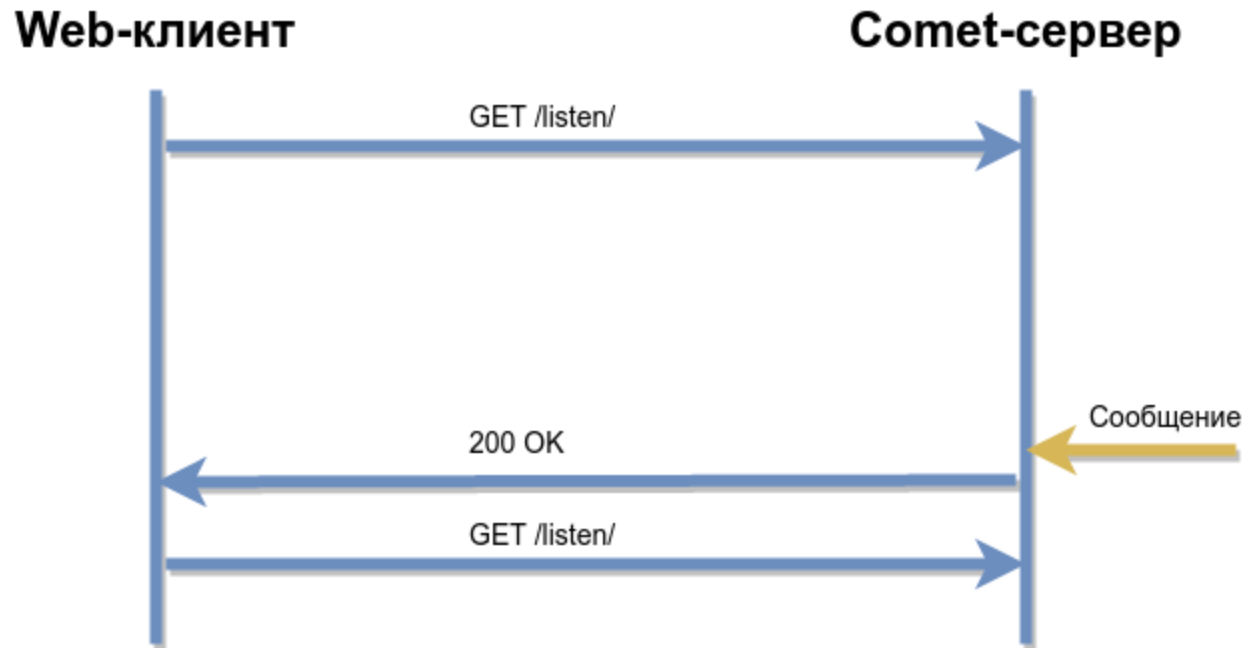 Web-клиент
Comet-сервер
GET /listen/
Сообщение
200 OK
GET /listen/